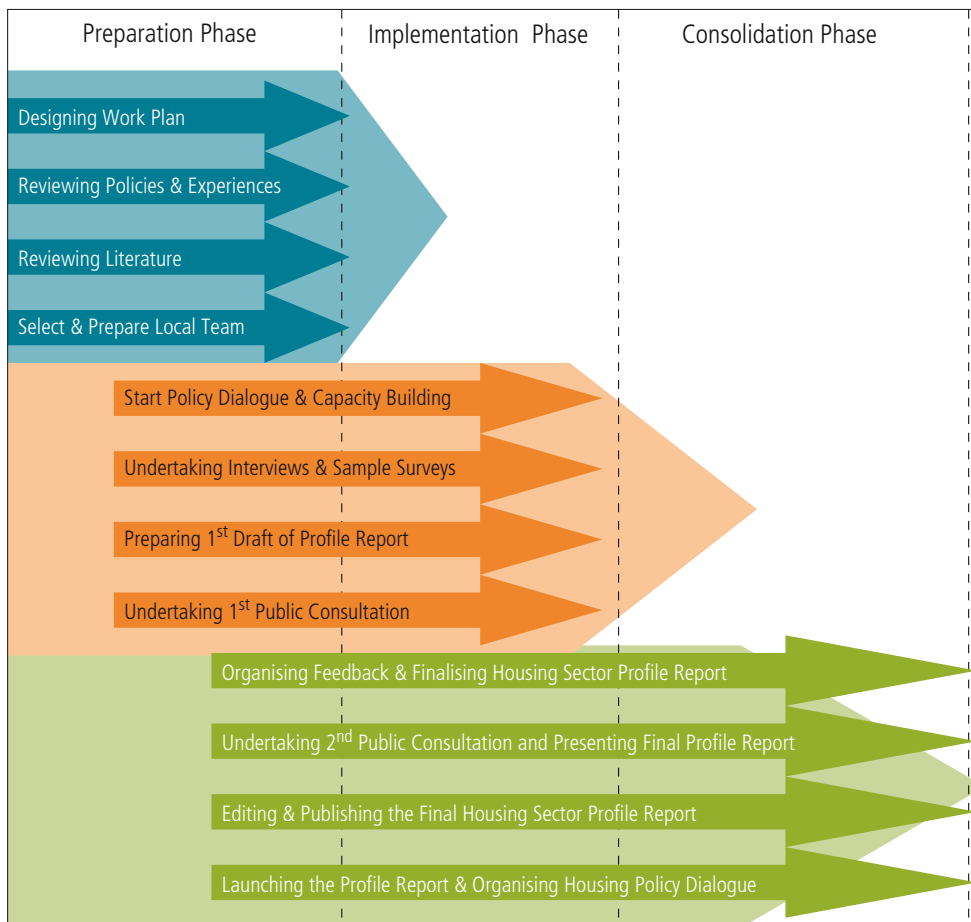 Preparation Phase
Implementation Phase
Consolidation Phase
Designing Work Plan
Reviewing Policies & Experiences
Reviewing Literature
Select & Prepare Local Team
Start Policy Dialogue & Capacity Building
Undertaking Interviews & Sample Surveys
Preparing 1st Draft of Profile Report
Undertaking 1st Public Consultation
Organising Feedback & Finalising Housing Sector Profile Report
Undertaking 2nd Public Consultation and Presenting Final Profile Report
Editing & Publishing the Final Housing Sector Profile Report
Launching the Profile Report & Organising Housing Policy Dialogue